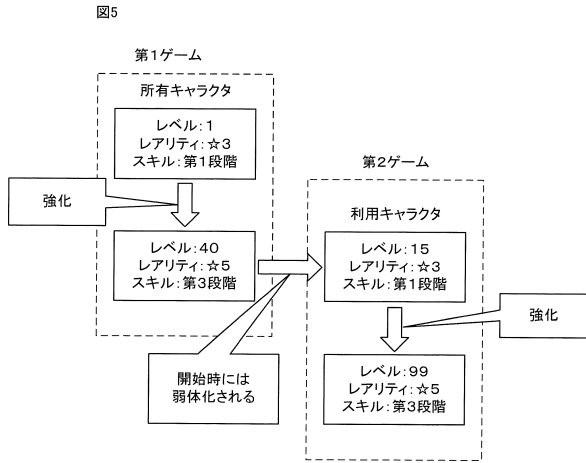 図5
第1ゲーム
所有キャラクタ
レベル：1
レアリティ：☆3
スキル：第1段階
強化
レベル：40
レアリティ：☆5
スキル：第3段階
開始時には
弱体化される
第2ゲーム
利用キャラクタ
レベル：15
レアリティ：☆3
スキル：第1段階
強化
レベル：99
レアリティ：☆5
スキル：第3段階